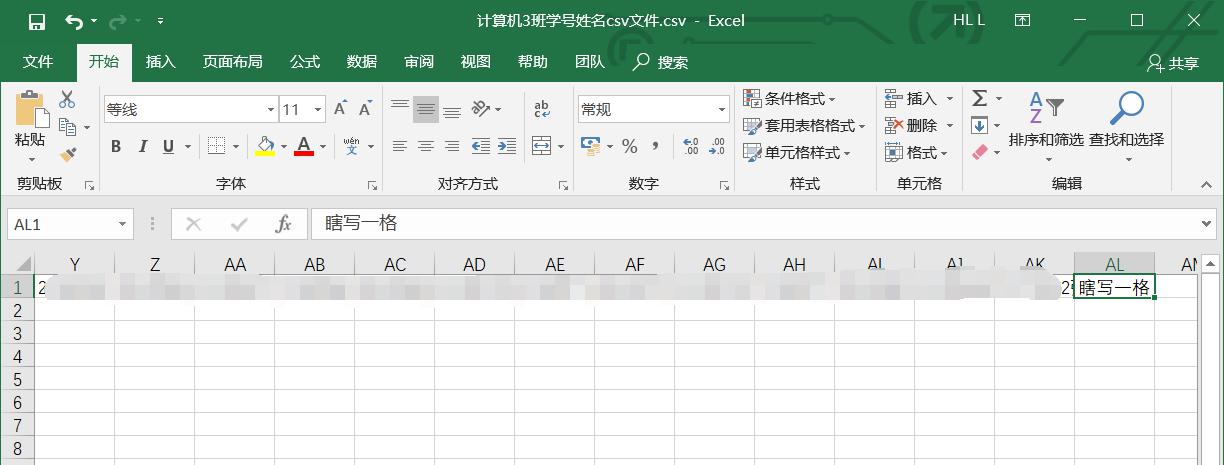 计算机3班学号姓名csv文件.csv - Excel
HL L
文件 开始 插入 页面布局 公式 数据 审阅 视图 帮助 团队 搜索 共享
等线 11 A A ab 常规 条件格式 插入 Σ A Z
粘贴 B I U A wén 文 % , .00 .0 套用表格格式 删除 排序和筛选 查找和选择
单元格样式 格式
剪贴板 字体 对齐方式 数字 样式 单元格 编辑
AL1 fx 瞎写一格
Y Z AA AB AC AD AE AF AG AH AI AJ AK AL AM
1 2 瞎写一格
2
3
4
5
6
7
8